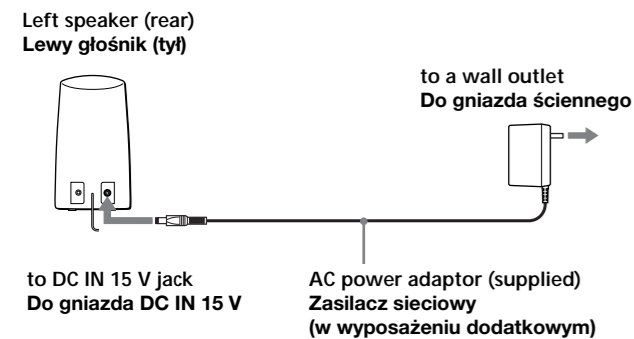 Left speaker (rear)
Lewy głośnik (tył)
to a wall outlet
Do gniazda ściennego
to DC IN 15 V jack
Do gniazda DC IN 15 V
AC power adaptor (supplied)
Zasilacz sieciowy
(w wyposażeniu dodatkowym)